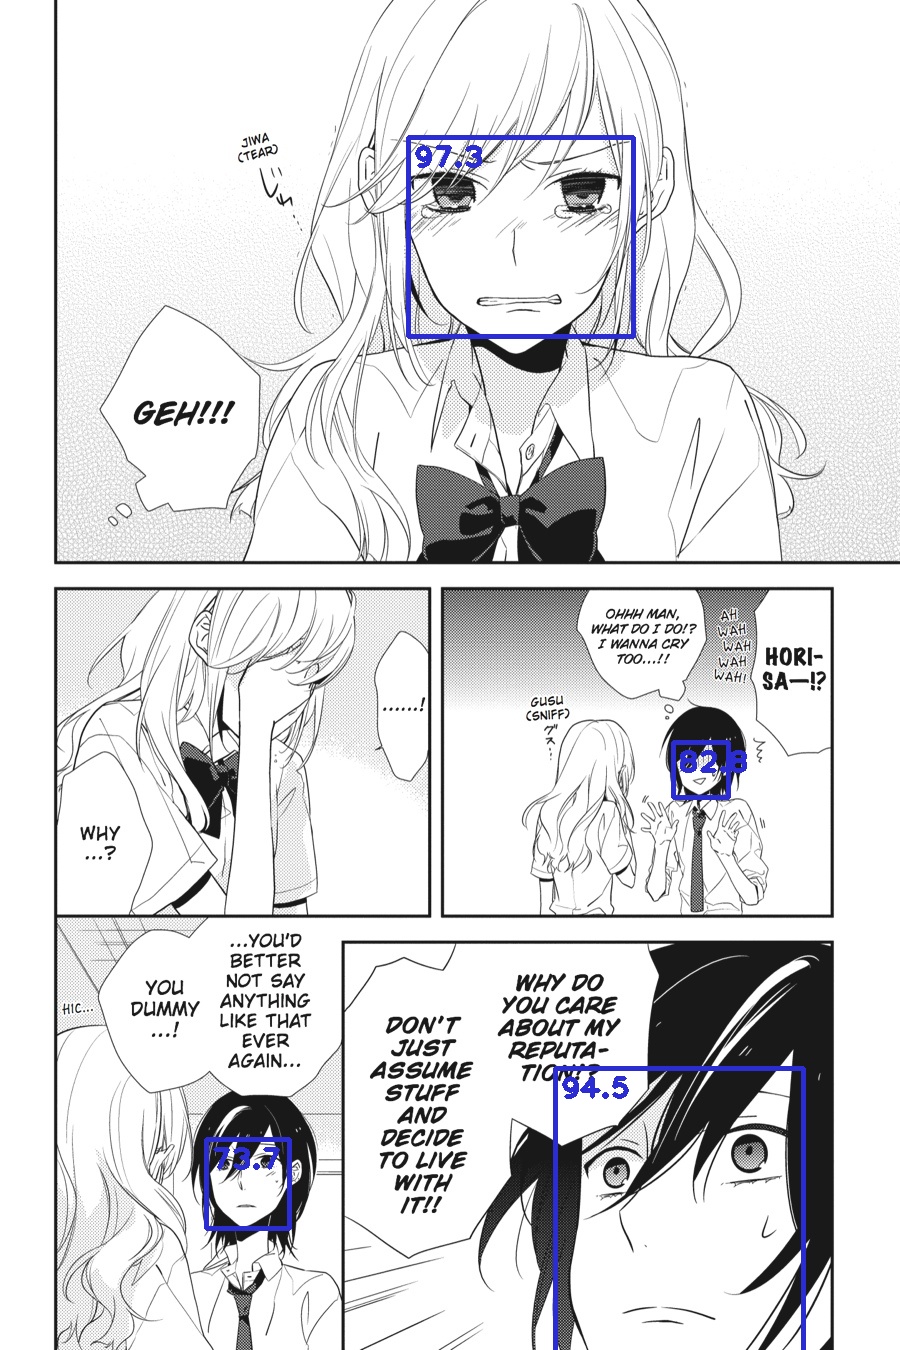 JIWA
(TEAR)
97.3
GEH!!!
OHHH MAN,
WHAT DO I DO!?
I WANNA CRY
TOO...!!
AH
WAH
WAH
WAH
WAH!
HORI-
SA—!?
GUSU
(SNIFF)
グス…
82.8
......!
WHY
...?
...YOU'D
BETTER
NOT SAY
ANYTHING
LIKE THAT
EVER
AGAIN...
YOU
DUMMY
...!
HIC...
73.7
WHY DO
YOU CARE
ABOUT MY
REPUTA-
TION!?
DON'T
JUST
ASSUME
STUFF
AND
DECIDE
TO LIVE
WITH
IT!!
94.5